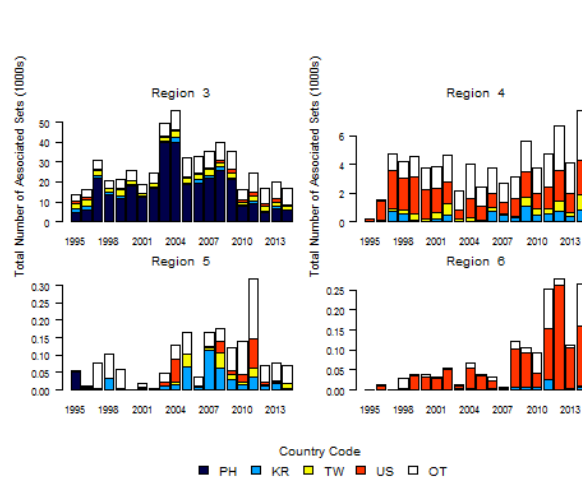 Region 3
Region 4
Total Number of Associated Sets (1000s)
50
40
30
20
10
0
1995 1998 2001 2004 2007 2010 2013
Total Number of Associated Sets (1000s)
6
4
2
0
1995 1998 2001 2004 2007 2010 2013
Region 5
Region 6
0.30
0.25
0.20
0.15
0.10
0.05
0.00
1995 1998 2001 2004 2007 2010 2013
0.25
0.20
0.15
0.10
0.05
0.00
1995 1998 2001 2004 2007 2010 2013
Country Code
PH KR TW US OT